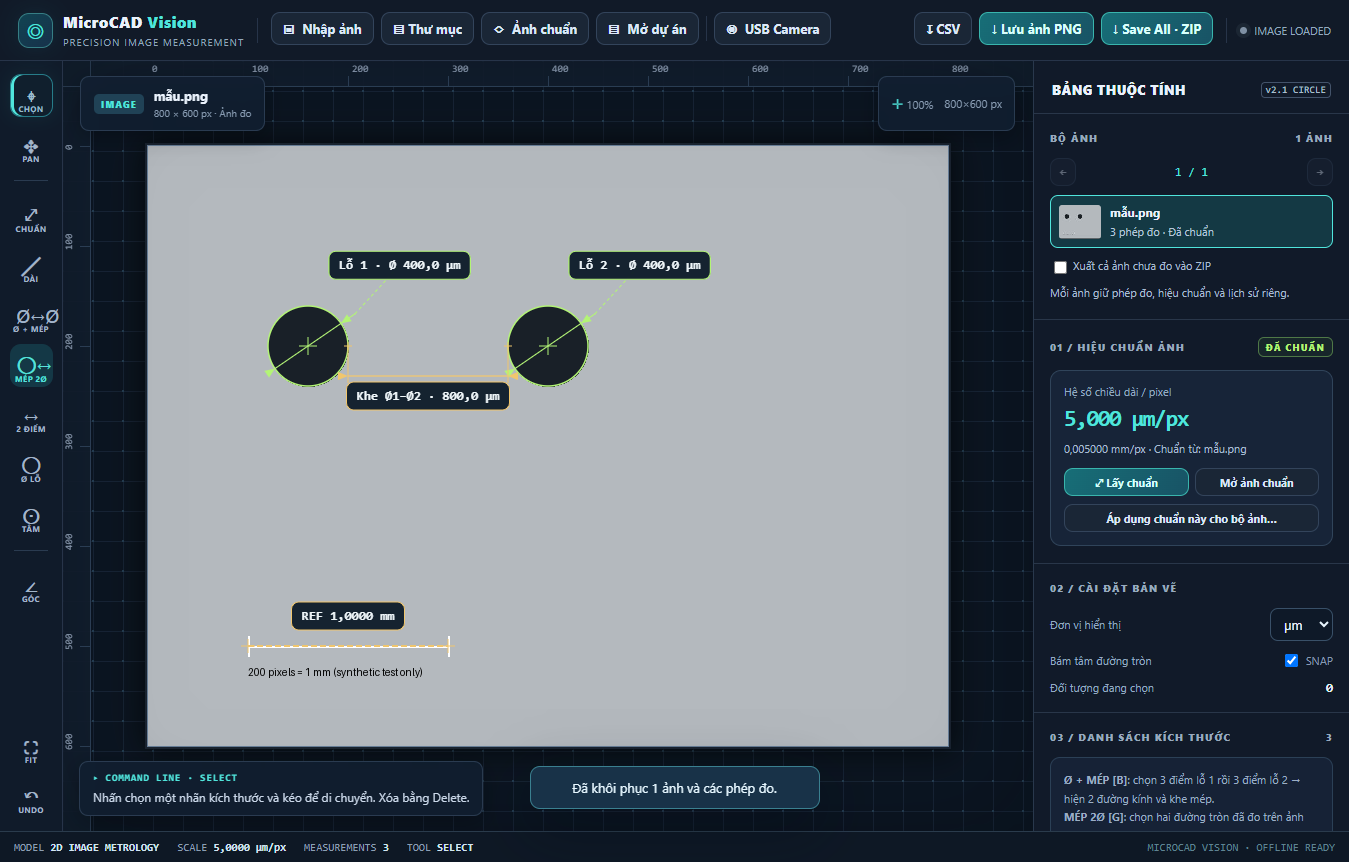 MicroCAD Vision
PRECISION IMAGE MEASUREMENT
Nhập ảnh
Thư mục
Ảnh chuẩn
Mở dự án
USB Camera
↧ CSV
↓ Lưu ảnh PNG
↓ Save All · ZIP
IMAGE LOADED
CHỌN
PAN
CHUẨN
DÀI
Ø↔Ø
Ø + MÉP
MÉP 2Ø
2 ĐIỂM
Ø LỖ
TÂM
GÓC
FIT
UNDO
0 100 200 300 400 500 600 700 800
0
100
200
300
400
500
600
IMAGE
mẫu.png
800 × 600 px · Ảnh đo
100% 800×600 px
Lỗ 1 · Ø 400,0 µm
Lỗ 2 · Ø 400,0 µm
Khe Ø1–Ø2 · 800,0 µm
REF 1,0000 mm
200 pixels = 1 mm (synthetic test only)
▸ COMMAND LINE · SELECT
Nhấn chọn một nhãn kích thước và kéo để di chuyển. Xóa bằng Delete.
Đã khôi phục 1 ảnh và các phép đo.
BẢNG THUỘC TÍNH
v2.1 CIRCLE
BỘ ẢNH
1 ẢNH
← 1 / 1 →
mẫu.png
3 phép đo · Đã chuẩn
Xuất cả ảnh chưa đo vào ZIP
Mỗi ảnh giữ phép đo, hiệu chuẩn và lịch sử riêng.
01 / HIỆU CHUẨN ẢNH
ĐÃ CHUẨN
Hệ số chiều dài / pixel
5,000 µm/px
0,005000 mm/px · Chuẩn từ: mẫu.png
⤢ Lấy chuẩn
Mở ảnh chuẩn
Áp dụng chuẩn này cho bộ ảnh...
02 / CÀI ĐẶT BẢN VẼ
Đơn vị hiển thị
µm
Bám tâm đường tròn
SNAP
Đối tượng đang chọn
0
03 / DANH SÁCH KÍCH THƯỚC
3
Ø + MÉP [B]: chọn 3 điểm lỗ 1 rồi 3 điểm lỗ 2 →
hiện 2 đường kính và khe mép.
MÉP 2Ø [G]: chọn hai đường tròn đã đo trên ảnh
MODEL 2D IMAGE METROLOGY
SCALE 5,0000 µm/px
MEASUREMENTS 3
TOOL SELECT
MICROCAD VISION · OFFLINE READY